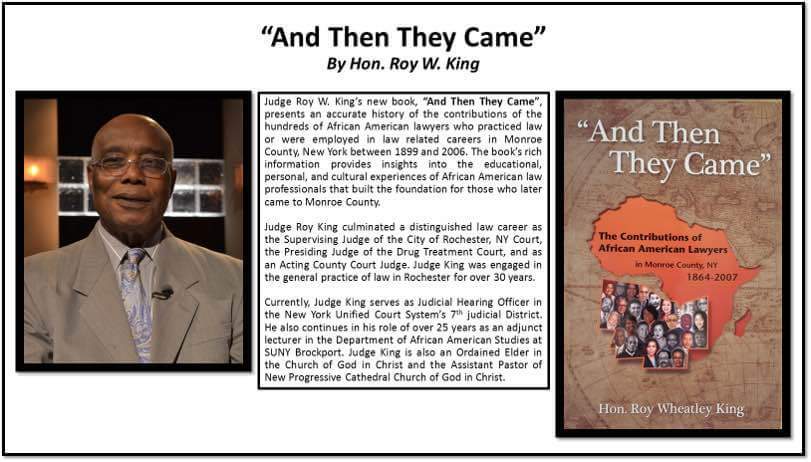 “And Then They Came”
By Hon. Roy W. King
Judge Roy W. King’s new book, “And Then They Came”,
presents an accurate history of the contributions of the
hundreds of African American lawyers who practiced law
or were employed in law related careers in Monroe
County, New York between 1899 and 2006. The book’s rich
information provides insights into the educational,
personal, and cultural experiences of African American law
professionals that built the foundation for those who later
came to Monroe County.
Judge Roy King culminated a distinguished law career as
the Supervising Judge of the City of Rochester, NY Court,
the Presiding Judge of the Drug Treatment Court, and as
an Acting County Court Judge. Judge King was engaged in
the general practice of law in Rochester for over 30 years.
Currently, Judge King serves as Judicial Hearing Officer in
the New York Unified Court System’s 7th judicial District.
He also continues in his role of over 25 years as an adjunct
lecturer in the Department of African American Studies at
SUNY Brockport. Judge King is also an Ordained Elder in
the Church of God in Christ and the Assistant Pastor of
New Progressive Cathedral Church of God in Christ.
“And Then
They Came”
The Contributions of
African American Lawyers
in Monroe County, NY
1864-2007
Hon. Roy Wheatley King